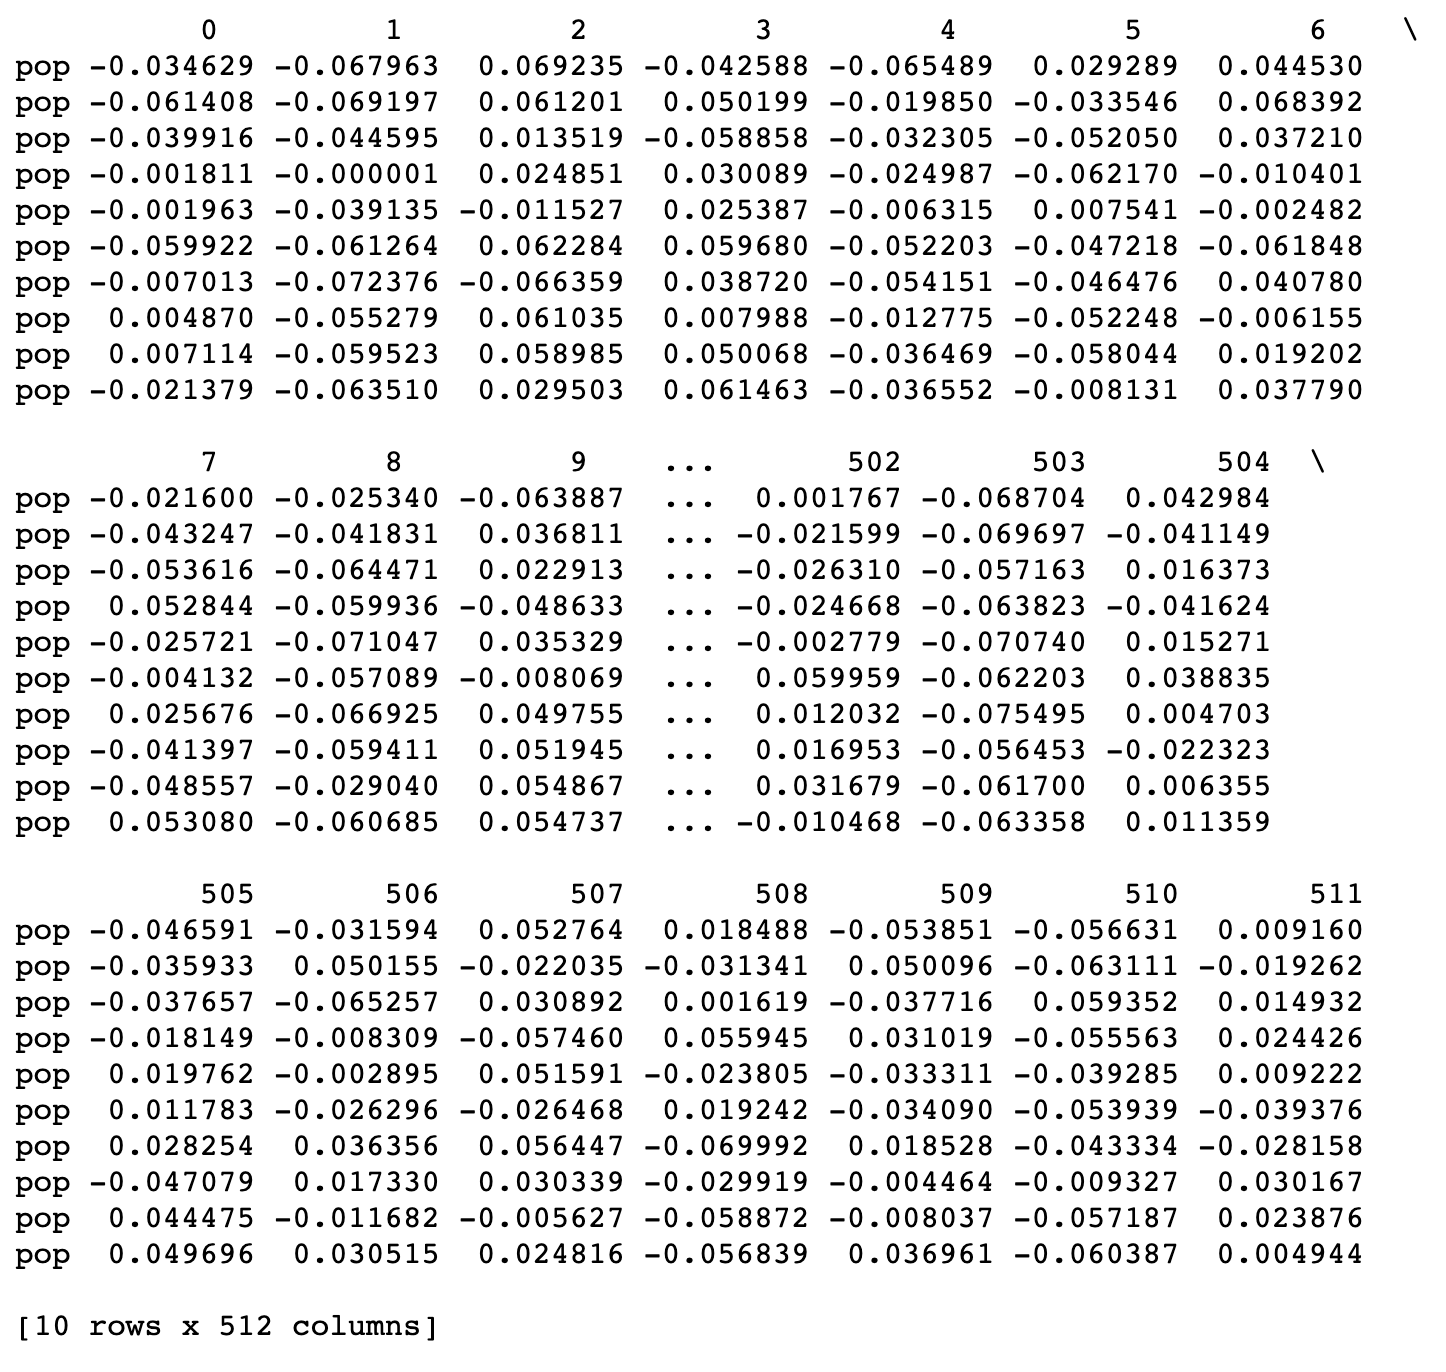 0         1         2         3         4         5         6    \
pop -0.034629 -0.067963  0.069235 -0.042588 -0.065489  0.029289  0.044530
pop -0.061408 -0.069197  0.061201  0.050199 -0.019850 -0.033546  0.068392
pop -0.039916 -0.044595  0.013519 -0.058858 -0.032305 -0.052050  0.037210
pop -0.001811 -0.000001  0.024851  0.030089 -0.024987 -0.062170 -0.010401
pop -0.001963 -0.039135 -0.011527  0.025387 -0.006315  0.007541 -0.002482
pop -0.059922 -0.061264  0.062284  0.059680 -0.052203 -0.047218 -0.061848
pop -0.007013 -0.072376 -0.066359  0.038720 -0.054151 -0.046476  0.040780
pop  0.004870 -0.055279  0.061035  0.007988 -0.012775 -0.052248 -0.006155
pop  0.007114 -0.059523  0.058985  0.050068 -0.036469 -0.058044  0.019202
pop -0.021379 -0.063510  0.029503  0.061463 -0.036552 -0.008131  0.037790

          7         8         9    ...       502       503       504  \
pop -0.021600 -0.025340 -0.063887  ...  0.001767 -0.068704  0.042984
pop -0.043247 -0.041831  0.036811  ... -0.021599 -0.069697 -0.041149
pop -0.053616 -0.064471  0.022913  ... -0.026310 -0.057163  0.016373
pop  0.052844 -0.059936 -0.048633  ... -0.024668 -0.063823 -0.041624
pop -0.025721 -0.071047  0.035329  ... -0.002779 -0.070740  0.015271
pop -0.004132 -0.057089 -0.008069  ...  0.059959 -0.062203  0.038835
pop  0.025676 -0.066925  0.049755  ...  0.012032 -0.075495  0.004703
pop -0.041397 -0.059411  0.051945  ...  0.016953 -0.056453 -0.022323
pop -0.048557 -0.029040  0.054867  ...  0.031679 -0.061700  0.006355
pop  0.053080 -0.060685  0.054737  ... -0.010468 -0.063358  0.011359

          505       506       507       508       509       510       511
pop -0.046591 -0.031594  0.052764  0.018488 -0.053851 -0.056631  0.009160
pop -0.035933  0.050155 -0.022035 -0.031341  0.050096 -0.063111 -0.019262
pop -0.037657 -0.065257  0.030892  0.001619 -0.037716  0.059352  0.014932
pop -0.018149 -0.008309 -0.057460  0.055945  0.031019 -0.055563  0.024426
pop  0.019762 -0.002895  0.051591 -0.023805 -0.033311 -0.039285  0.009222
pop  0.011783 -0.026296 -0.026468  0.019242 -0.034090 -0.053939 -0.039376
pop  0.028254  0.036356  0.056447 -0.069992  0.018528 -0.043334 -0.028158
pop -0.047079  0.017330  0.030339 -0.029919 -0.004464 -0.009327  0.030167
pop  0.044475 -0.011682 -0.005627 -0.058872 -0.008037 -0.057187  0.023876
pop  0.049696  0.030515  0.024816 -0.056839  0.036961 -0.060387  0.004944

[10 rows x 512 columns]